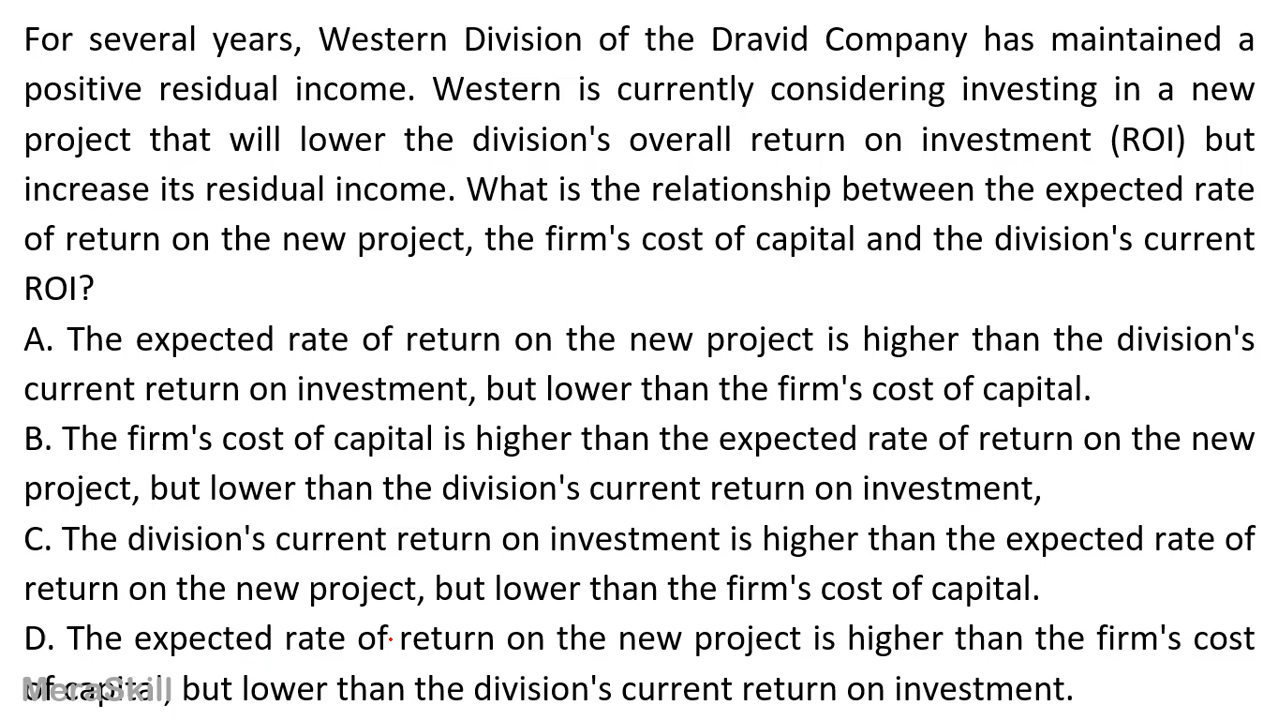 For several years, Western Division of the Dravid Company has maintained a
positive residual income. Western is currently considering investing in a new
project that will lower the division's overall return on investment (ROI) but
increase its residual income. What is the relationship between the expected rate
of return on the new project, the firm's cost of capital and the division's current
ROI?
A. The expected rate of return on the new project is higher than the division's
current return on investment, but lower than the firm's cost of capital.
B. The firm's cost of capital is higher than the expected rate of return on the new
project, but lower than the division's current return on investment,
C. The division's current return on investment is higher than the expected rate of
return on the new project, but lower than the firm's cost of capital.
D. The expected rate of return on the new project is higher than the firm's cost
of capital, but lower than the division's current return on investment.
MeraSkill